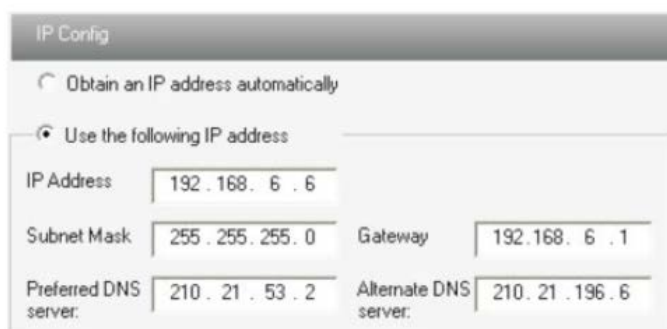 IP Config
Obtain an IP address automatically
Use the following IP address
IP Address 192 . 168 . 6 . 6
Subnet Mask 255 . 255 . 255 . 0 Gateway 192 . 168 . 6 . 1
Preferred DNS server: 210 . 21 . 53 . 2 Alternate DNS server: 210 . 21 . 196 . 6